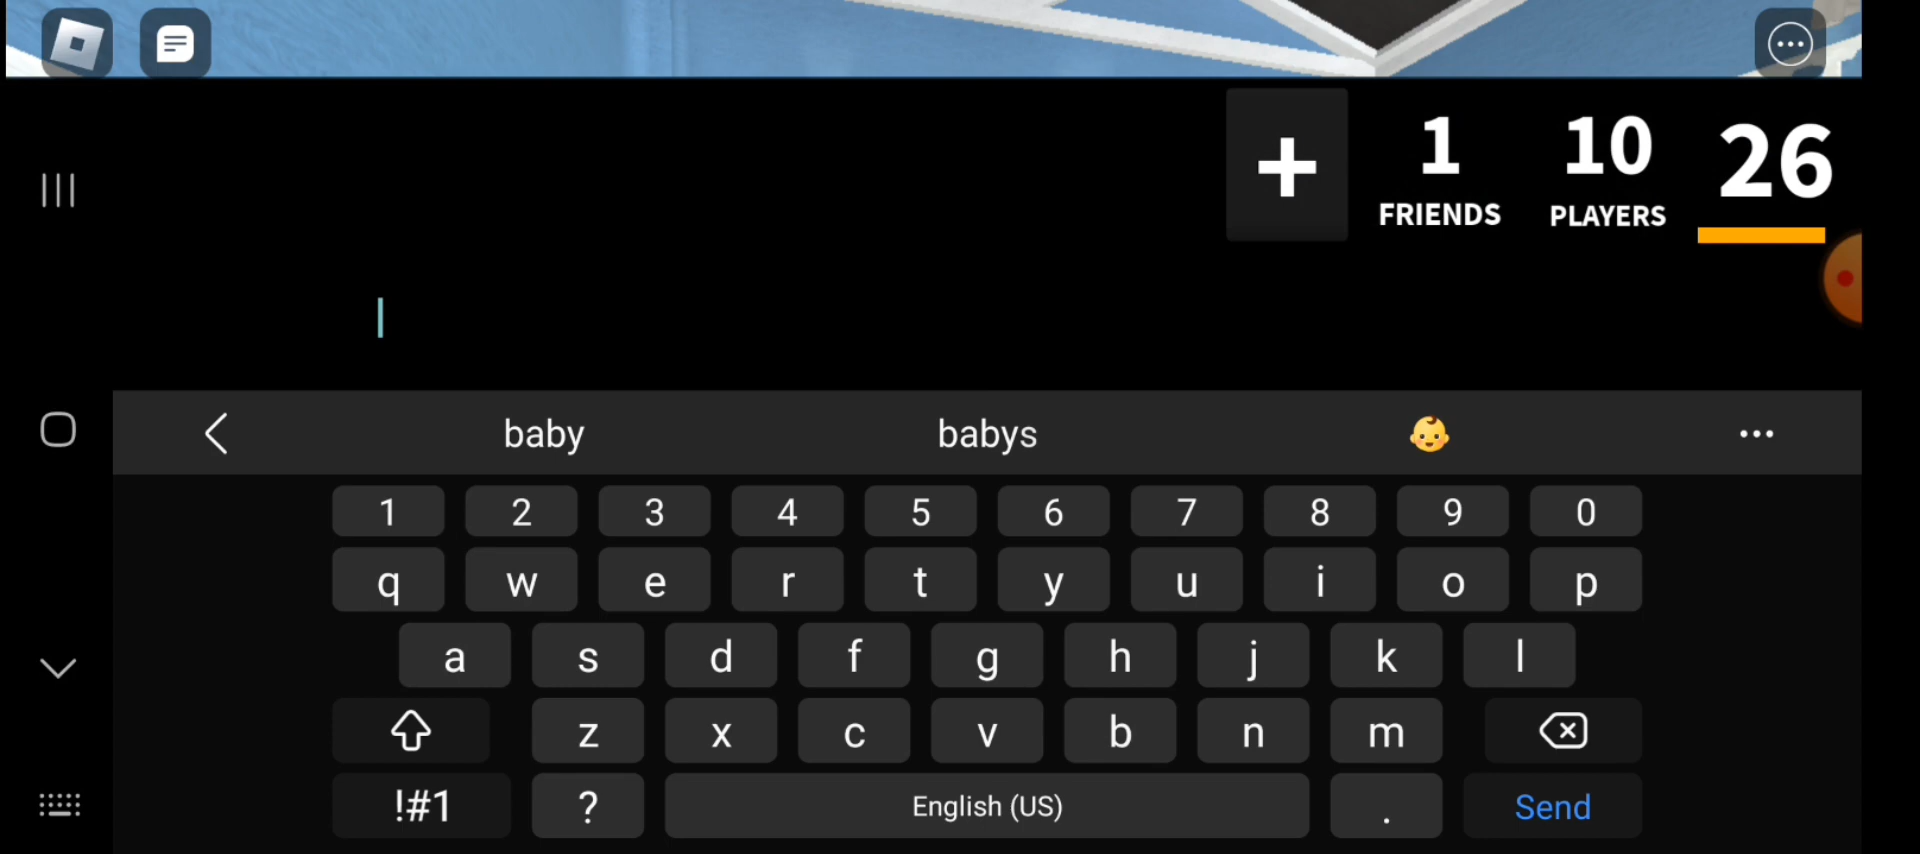 1 10 26
FRIENDS PLAYERS
baby babys
1 2 3 4 5 6 7 8 9 0
q w e r t y u i o p
a s d f g h j k l
z x c v b n m
!#1 ? English (US) . Send